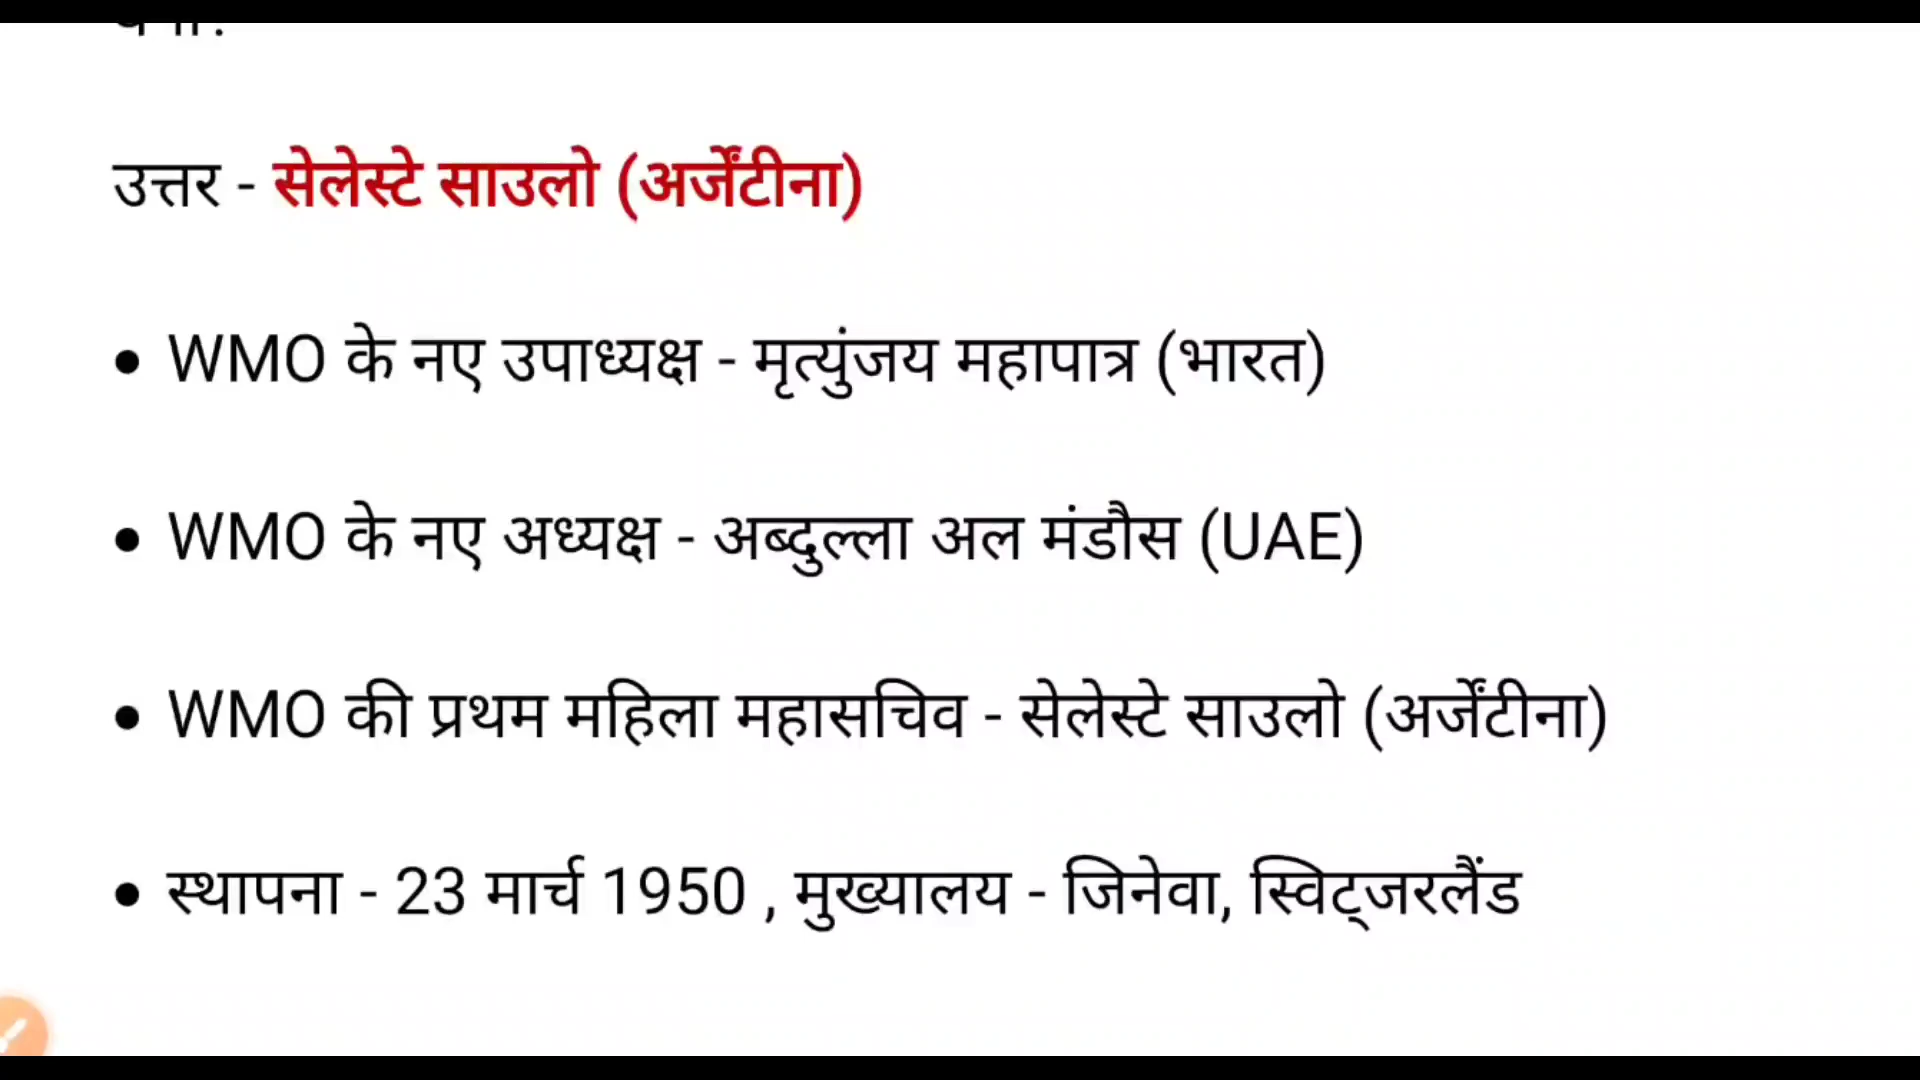 उत्तर - सेलेस्टे साउलो (अर्जेंटीना)
• WMO के नए उपाध्यक्ष - मृत्युंजय महापात्र (भारत)
• WMO के नए अध्यक्ष - अब्दुल्ला अल मंडौस (UAE)
• WMO की प्रथम महिला महासचिव - सेलेस्टे साउलो (अर्जेंटीना)
• स्थापना - 23 मार्च 1950 , मुख्यालय - जिनेवा, स्विट्जरलैंड